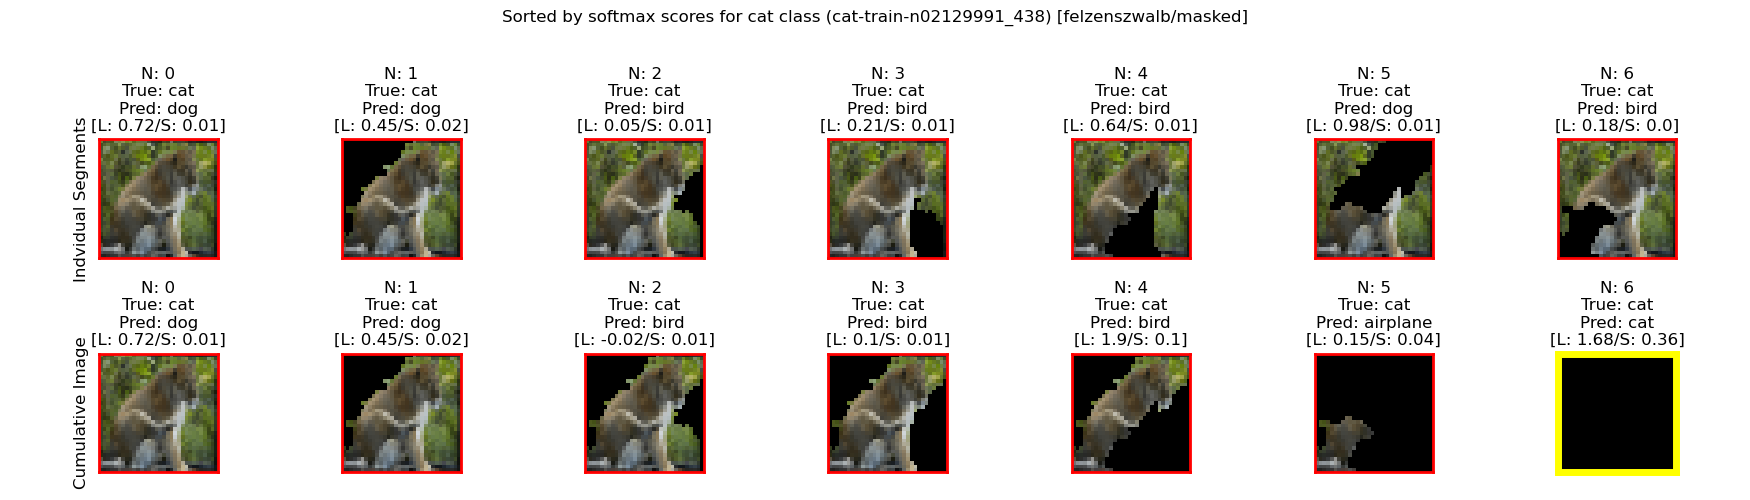 Sorted by softmax scores for cat class (cat-train-n02129991_438) [felzenszwalb/masked]
Indvidual Segments
N: 0
True: cat
Pred: dog
[L: 0.72/S: 0.01]
N: 1
True: cat
Pred: dog
[L: 0.45/S: 0.02]
N: 2
True: cat
Pred: bird
[L: 0.05/S: 0.01]
N: 3
True: cat
Pred: bird
[L: 0.21/S: 0.01]
N: 4
True: cat
Pred: bird
[L: 0.64/S: 0.01]
N: 5
True: cat
Pred: dog
[L: 0.98/S: 0.01]
N: 6
True: cat
Pred: bird
[L: 0.18/S: 0.0]
Cumulative Image
N: 0
True: cat
Pred: dog
[L: 0.72/S: 0.01]
N: 1
True: cat
Pred: dog
[L: 0.45/S: 0.02]
N: 2
True: cat
Pred: bird
[L: -0.02/S: 0.01]
N: 3
True: cat
Pred: bird
[L: 0.1/S: 0.01]
N: 4
True: cat
Pred: bird
[L: 1.9/S: 0.1]
N: 5
True: cat
Pred: airplane
[L: 0.15/S: 0.04]
N: 6
True: cat
Pred: cat
[L: 1.68/S: 0.36]